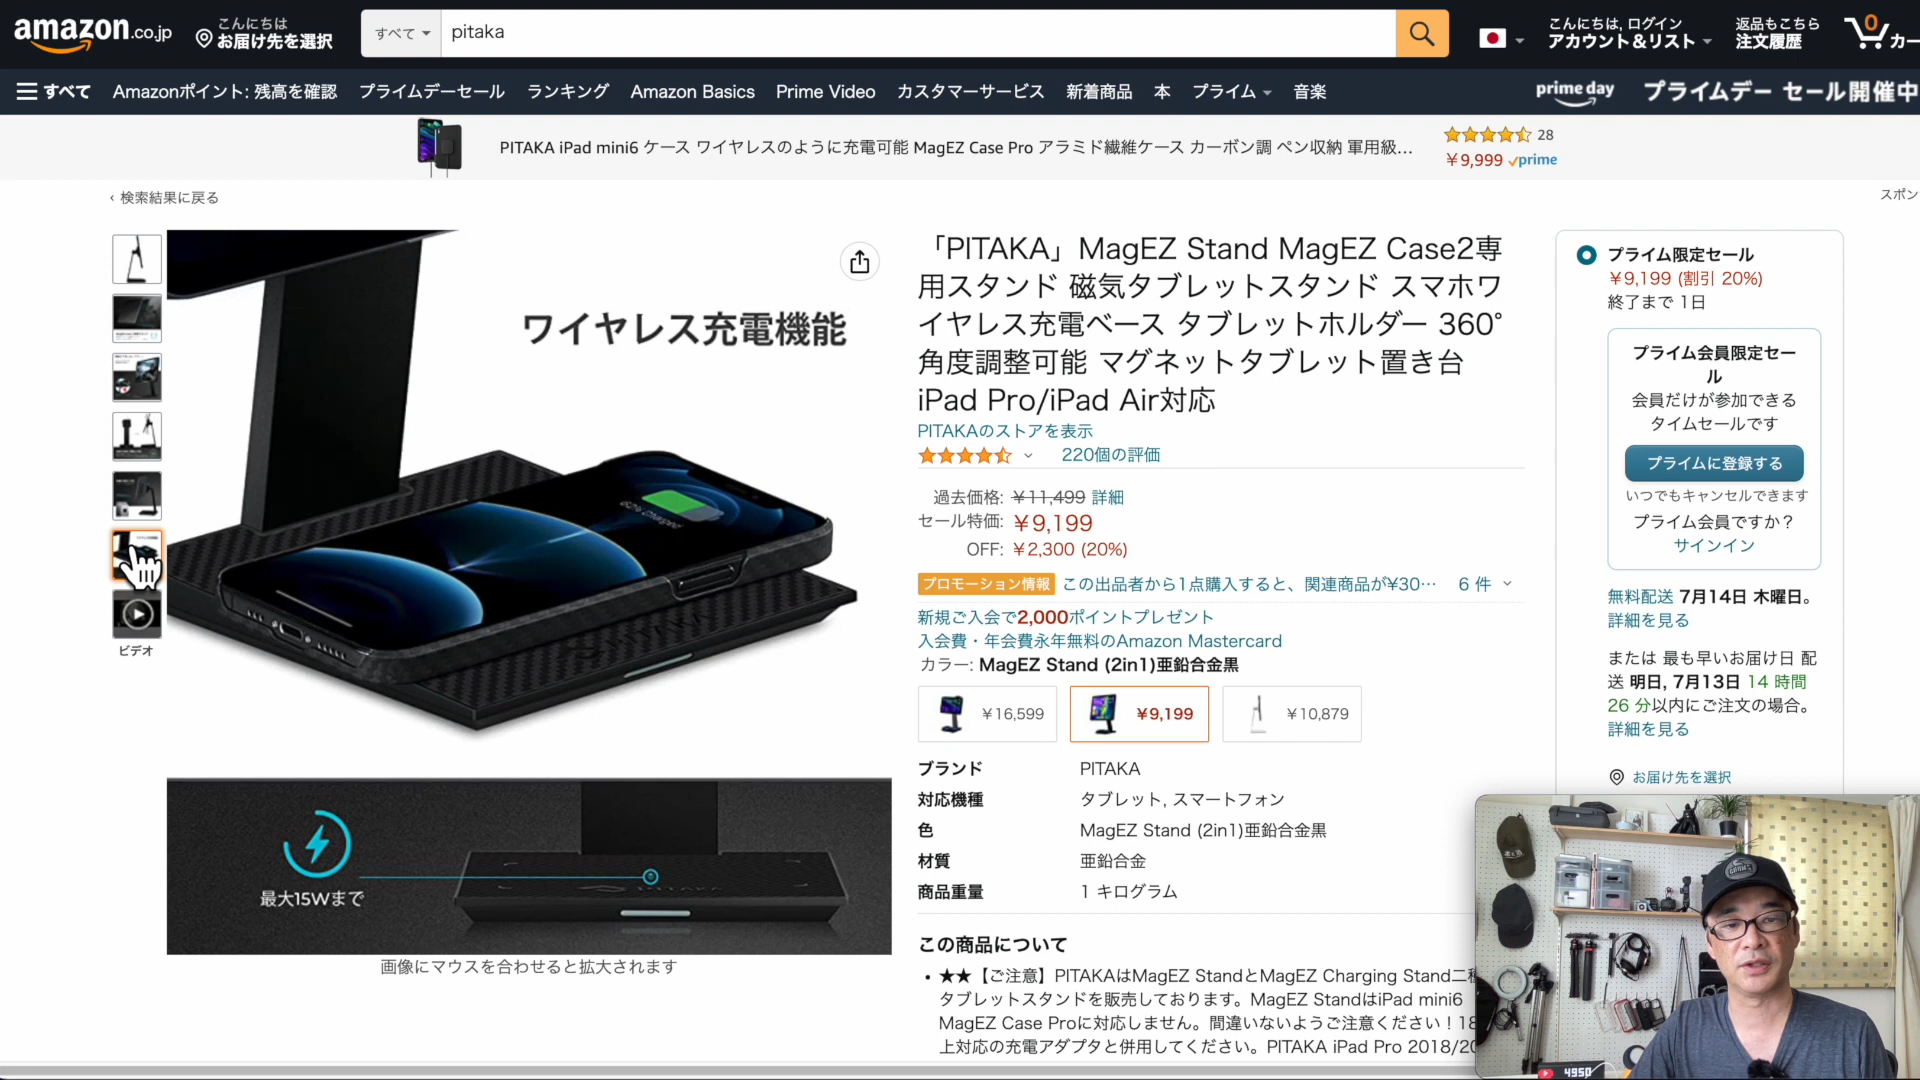 amazon.co.jp
こんにちは
お届け先を選択
すべて
pitaka
こんにちは, ログイン
アカウント&リスト
返品もこちら
注文履歴
0
カー
すべて
Amazonポイント: 残高を確認
プライムデーセール
ランキング
Amazon Basics
Prime Video
カスタマーサービス
新着商品
本
プライム
音楽
prime day
プライムデー セール開催中
PITAKA iPad mini6 ケース ワイヤレスのように充電可能 MagEZ Case Pro アラミド繊維ケース カーボン調 ペン収納 軍用級...
28
￥9,999 prime
‹ 検索結果に戻る
スポン
ワイヤレス充電機能
62% Charged
最大15Wまで
PITAKA
ビデオ
画像にマウスを合わせると拡大されます
「PITAKA」MagEZ Stand MagEZ Case2専
用スタンド 磁気タブレットスタンド スマホワ
イヤレス充電ベース タブレットホルダー 360°
角度調整可能 マグネットタブレット置き台
iPad Pro/iPad Air対応
PITAKAのストアを表示
220個の評価
過去価格: ￥11,499 詳細
セール特価: ￥9,199
OFF: ￥2,300 (20%)
プロモーション情報 この出品者から1点購入すると、関連商品が¥30… 6 件
新規ご入会で2,000ポイントプレゼント
入会費・年会費永年無料のAmazon Mastercard
カラー: MagEZ Stand (2in1)亜鉛合金黒
￥16,599
￥9,199
￥10,879
ブランド PITAKA
対応機種 タブレット, スマートフォン
色 MagEZ Stand (2in1)亜鉛合金黒
材質 亜鉛合金
商品重量 1 キログラム
この商品について
• ★★【ご注意】PITAKAはMagEZ StandとMagEZ Charging Stand二種
タブレットスタンドを販売しております。MagEZ StandはiPad mini6
MagEZ Case Proに対応しません。間違いないようご注意ください！18
上対応の充電アダプタと併用してください。PITAKA iPad Pro 2018/20
プライム限定セール
￥9,199 (割引 20%)
終了まで 1日
プライム会員限定セー
ル
会員だけが参加できる
タイムセールです
プライムに登録する
いつでもキャンセルできます
プライム会員ですか？
サインイン
無料配送 7月14日 木曜日。
詳細を見る
または 最も早いお届け日 配
送 明日, 7月13日 14 時間
26 分以内にご注文の場合。
詳細を見る
お届け先を選択
4950